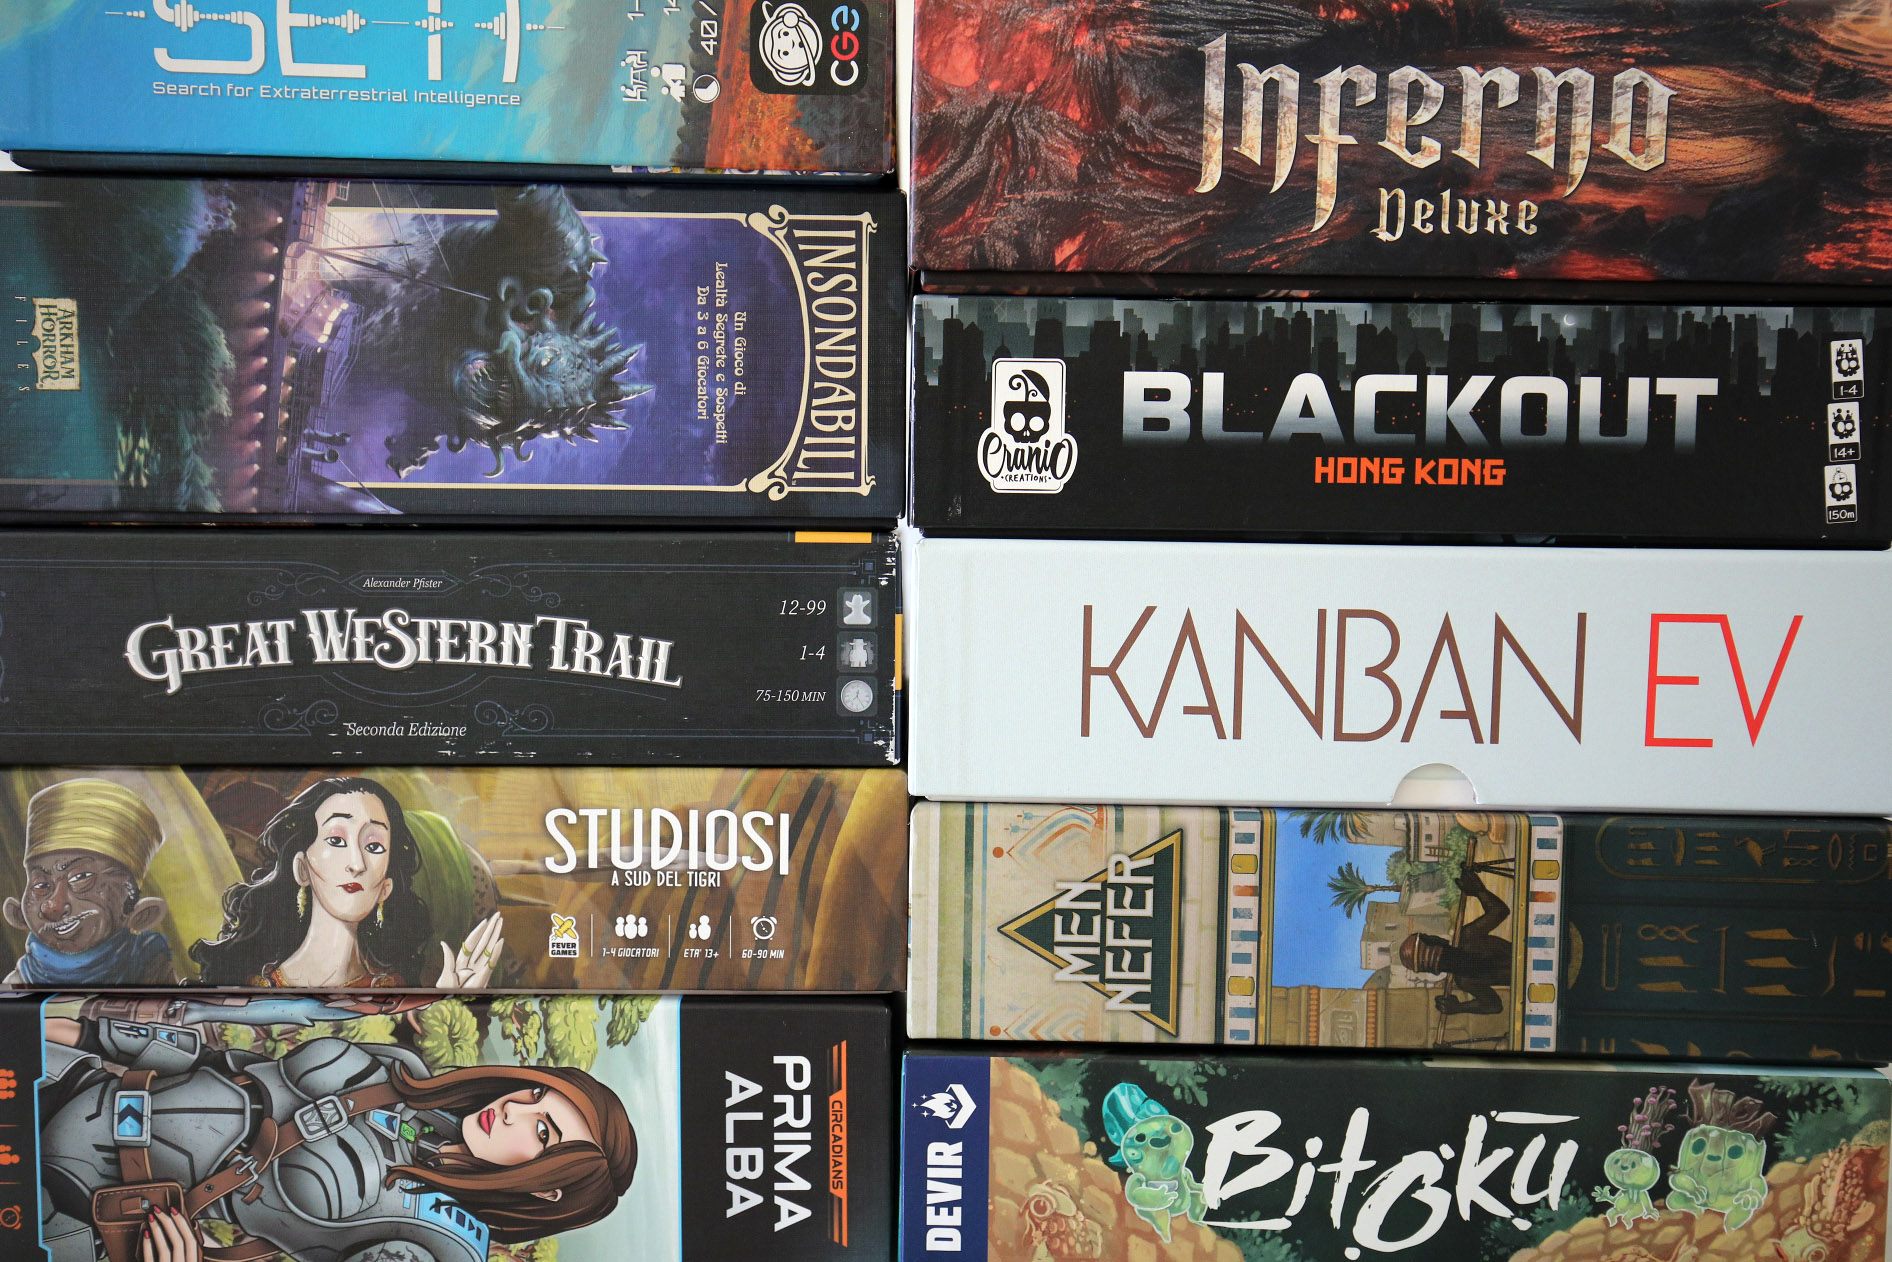 SETI
Search for Extraterrestrial Intelligence
40/
CGE
INSONDABILI
Un Gioco di
Lealtà Segrete e Sospetti
Da 3 a 6 Giocatori
ARKHAM
HORROR
FILES
Alexander Pfister
GREAT WESTERN TRAIL
Seconda Edizione
12-99
1-4
75-150 MIN
STUDIOSI
A SUD DEL TIGRI
FEVER
GAMES
1-4 GIOCATORI
ETA' 13+
60-90 MIN
CIRCADIANS
PRIMA
ALBA
Inferno
Deluxe
Cranio
CREATIONS
BLACKOUT
HONG KONG
1-4
14+
150m
KANBAN EV
MEN
NEFER
DEVIR
BITOKU